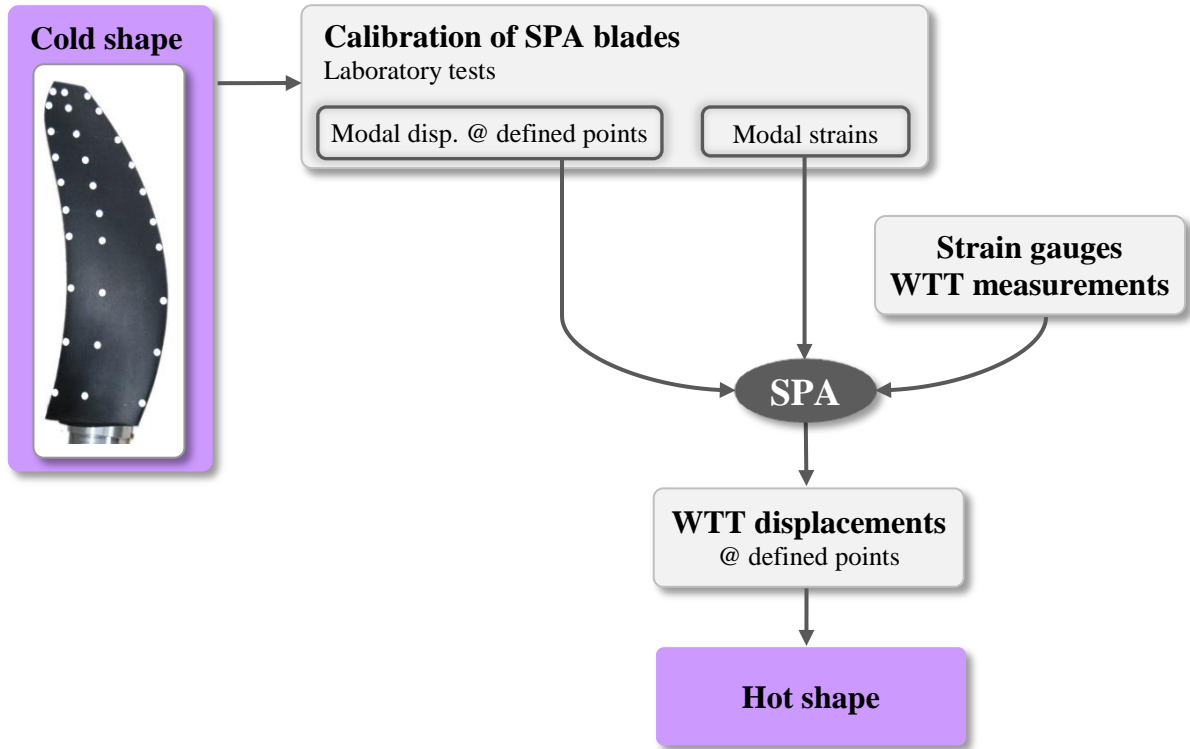 Cold shape
Calibration of SPA blades
Laboratory tests
Modal disp. @ defined points
Modal strains
Strain gauges
WTT measurements
SPA
WTT displacements
@ defined points
Hot shape